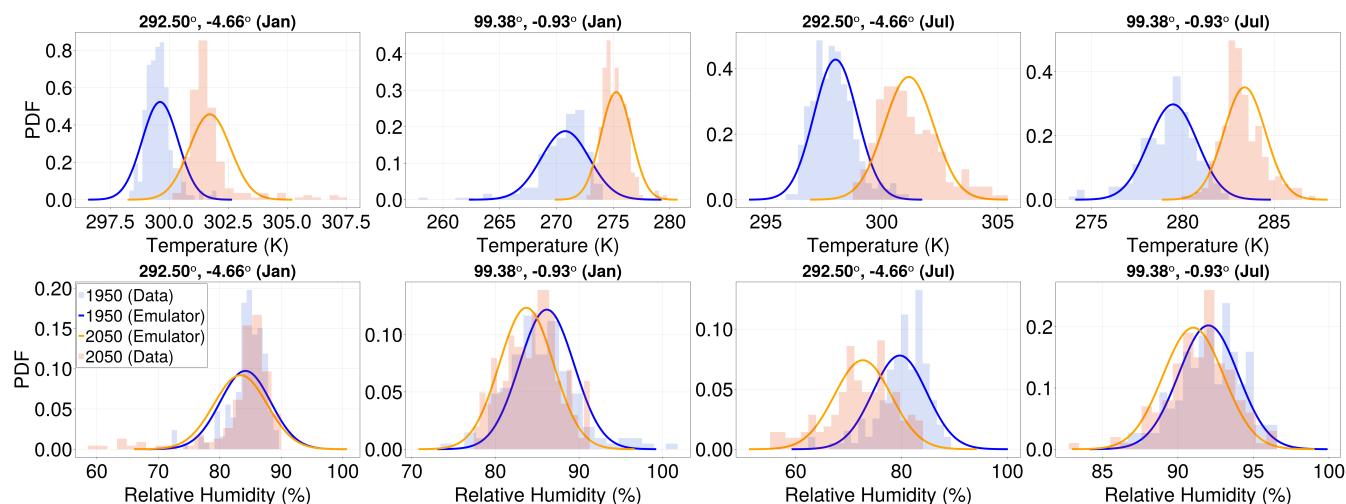 292.50°, -4.66° (Jan)
99.38°, -0.93° (Jan)
292.50°, -4.66° (Jul)
99.38°, -0.93° (Jul)
PDF
0.8
0.6
0.4
0.2
0.0
297.5 300.0 302.5 305.0 307.5
Temperature (K)
0.4
0.3
0.2
0.1
0.0
260 265 270 275 280
Temperature (K)
0.4
0.2
0.0
295 300 305
Temperature (K)
0.4
0.2
0.0
275 280 285
Temperature (K)
292.50°, -4.66° (Jan)
99.38°, -0.93° (Jan)
292.50°, -4.66° (Jul)
99.38°, -0.93° (Jul)
PDF
0.20
0.15
0.10
0.05
0.00
1950 (Data)
1950 (Emulator)
2050 (Emulator)
2050 (Data)
60 70 80 90 100
Relative Humidity (%)
0.10
0.05
0.00
70 80 90 100
Relative Humidity (%)
0.10
0.05
0.00
60 80 100
Relative Humidity (%)
0.2
0.1
0.0
85 90 95 100
Relative Humidity (%)